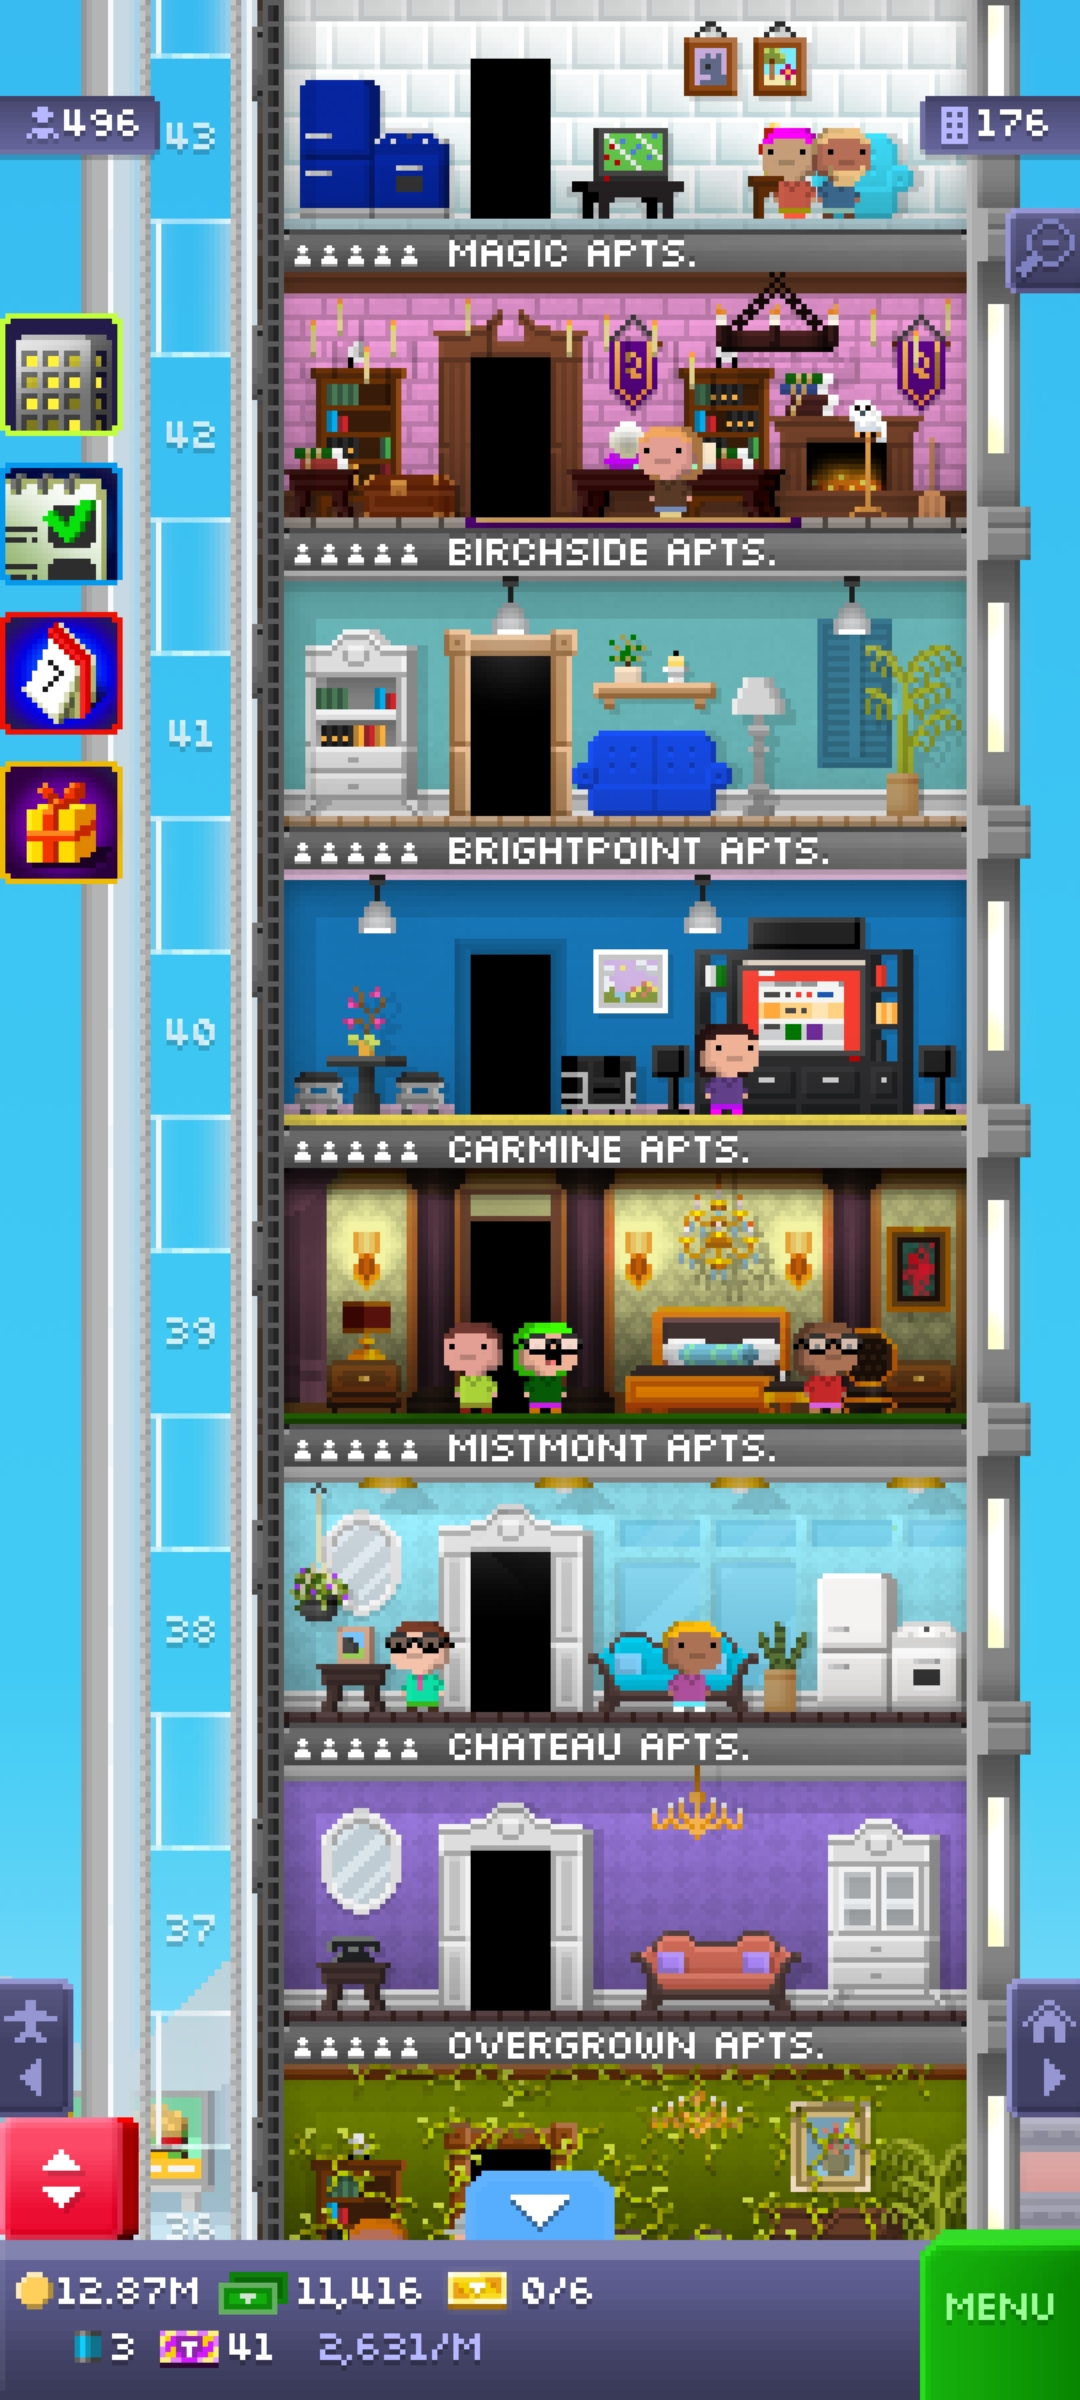 496
176
43
MAGIC APTS.
42
BIRCHSIDE APTS.
41
BRIGHTPOINT APTS.
40
CARMINE APTS.
39
MISTMONT APTS.
38
CHATEAU APTS.
37
OVERGROWN APTS.
36
12.87M 11,416 0/6
3 41 2,631/M
MENU